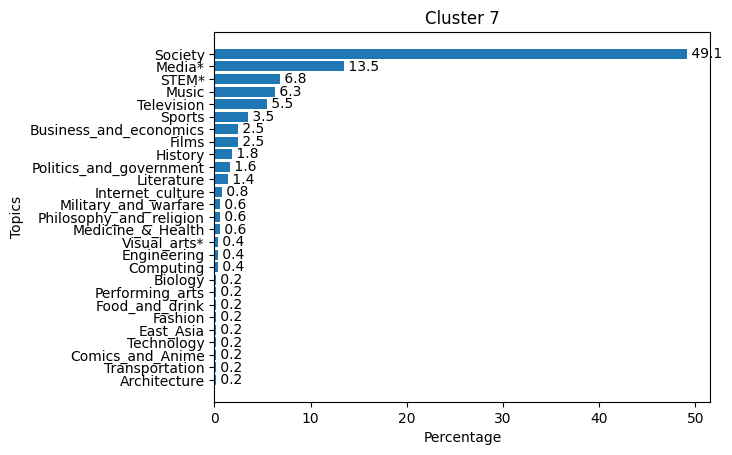 Cluster 7
Topics
Society 49.1
Media* 13.5
STEM* 6.8
Music 6.3
Television 5.5
Sports 3.5
Business_and_economics 2.5
Films 2.5
History 1.8
Politics_and_government 1.6
Literature 1.4
Internet_culture 0.8
Military_and_warfare 0.6
Philosophy_and_religion 0.6
Medicine_&_Health 0.6
Visual_arts* 0.4
Engineering 0.4
Computing 0.4
Biology 0.2
Performing_arts 0.2
Food_and_drink 0.2
Fashion 0.2
East_Asia 0.2
Technology 0.2
Comics_and_Anime 0.2
Transportation 0.2
Architecture 0.2
0 10 20 30 40 50
Percentage